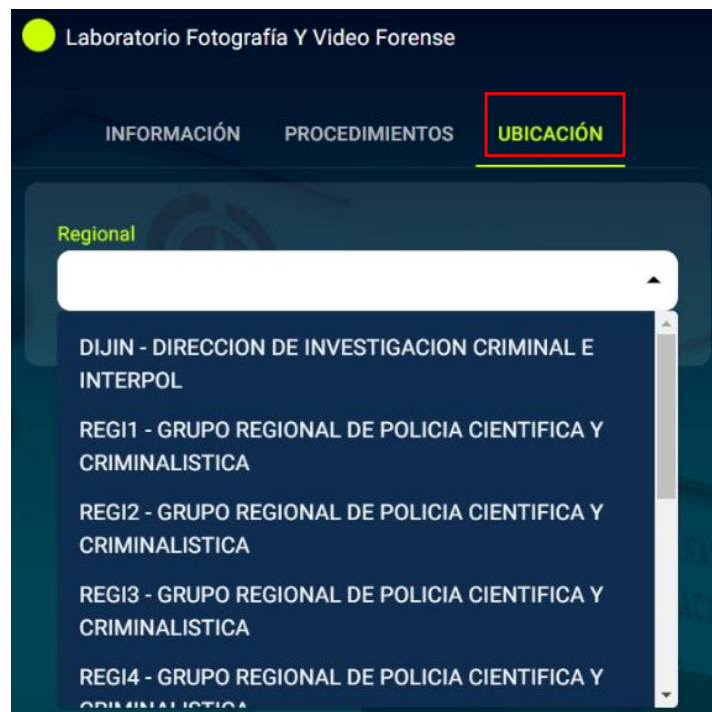 Laboratorio Fotografía Y Video Forense
INFORMACIÓN PROCEDIMIENTOS UBICACIÓN
Regional
DIJIN - DIRECCION DE INVESTIGACION CRIMINAL E
INTERPOL
REGI1 - GRUPO REGIONAL DE POLICIA CIENTIFICA Y
CRIMINALISTICA
REGI2 - GRUPO REGIONAL DE POLICIA CIENTIFICA Y
CRIMINALISTICA
REGI3 - GRUPO REGIONAL DE POLICIA CIENTIFICA Y
CRIMINALISTICA
REGI4 - GRUPO REGIONAL DE POLICIA CIENTIFICA Y
CRIMINALISTICA